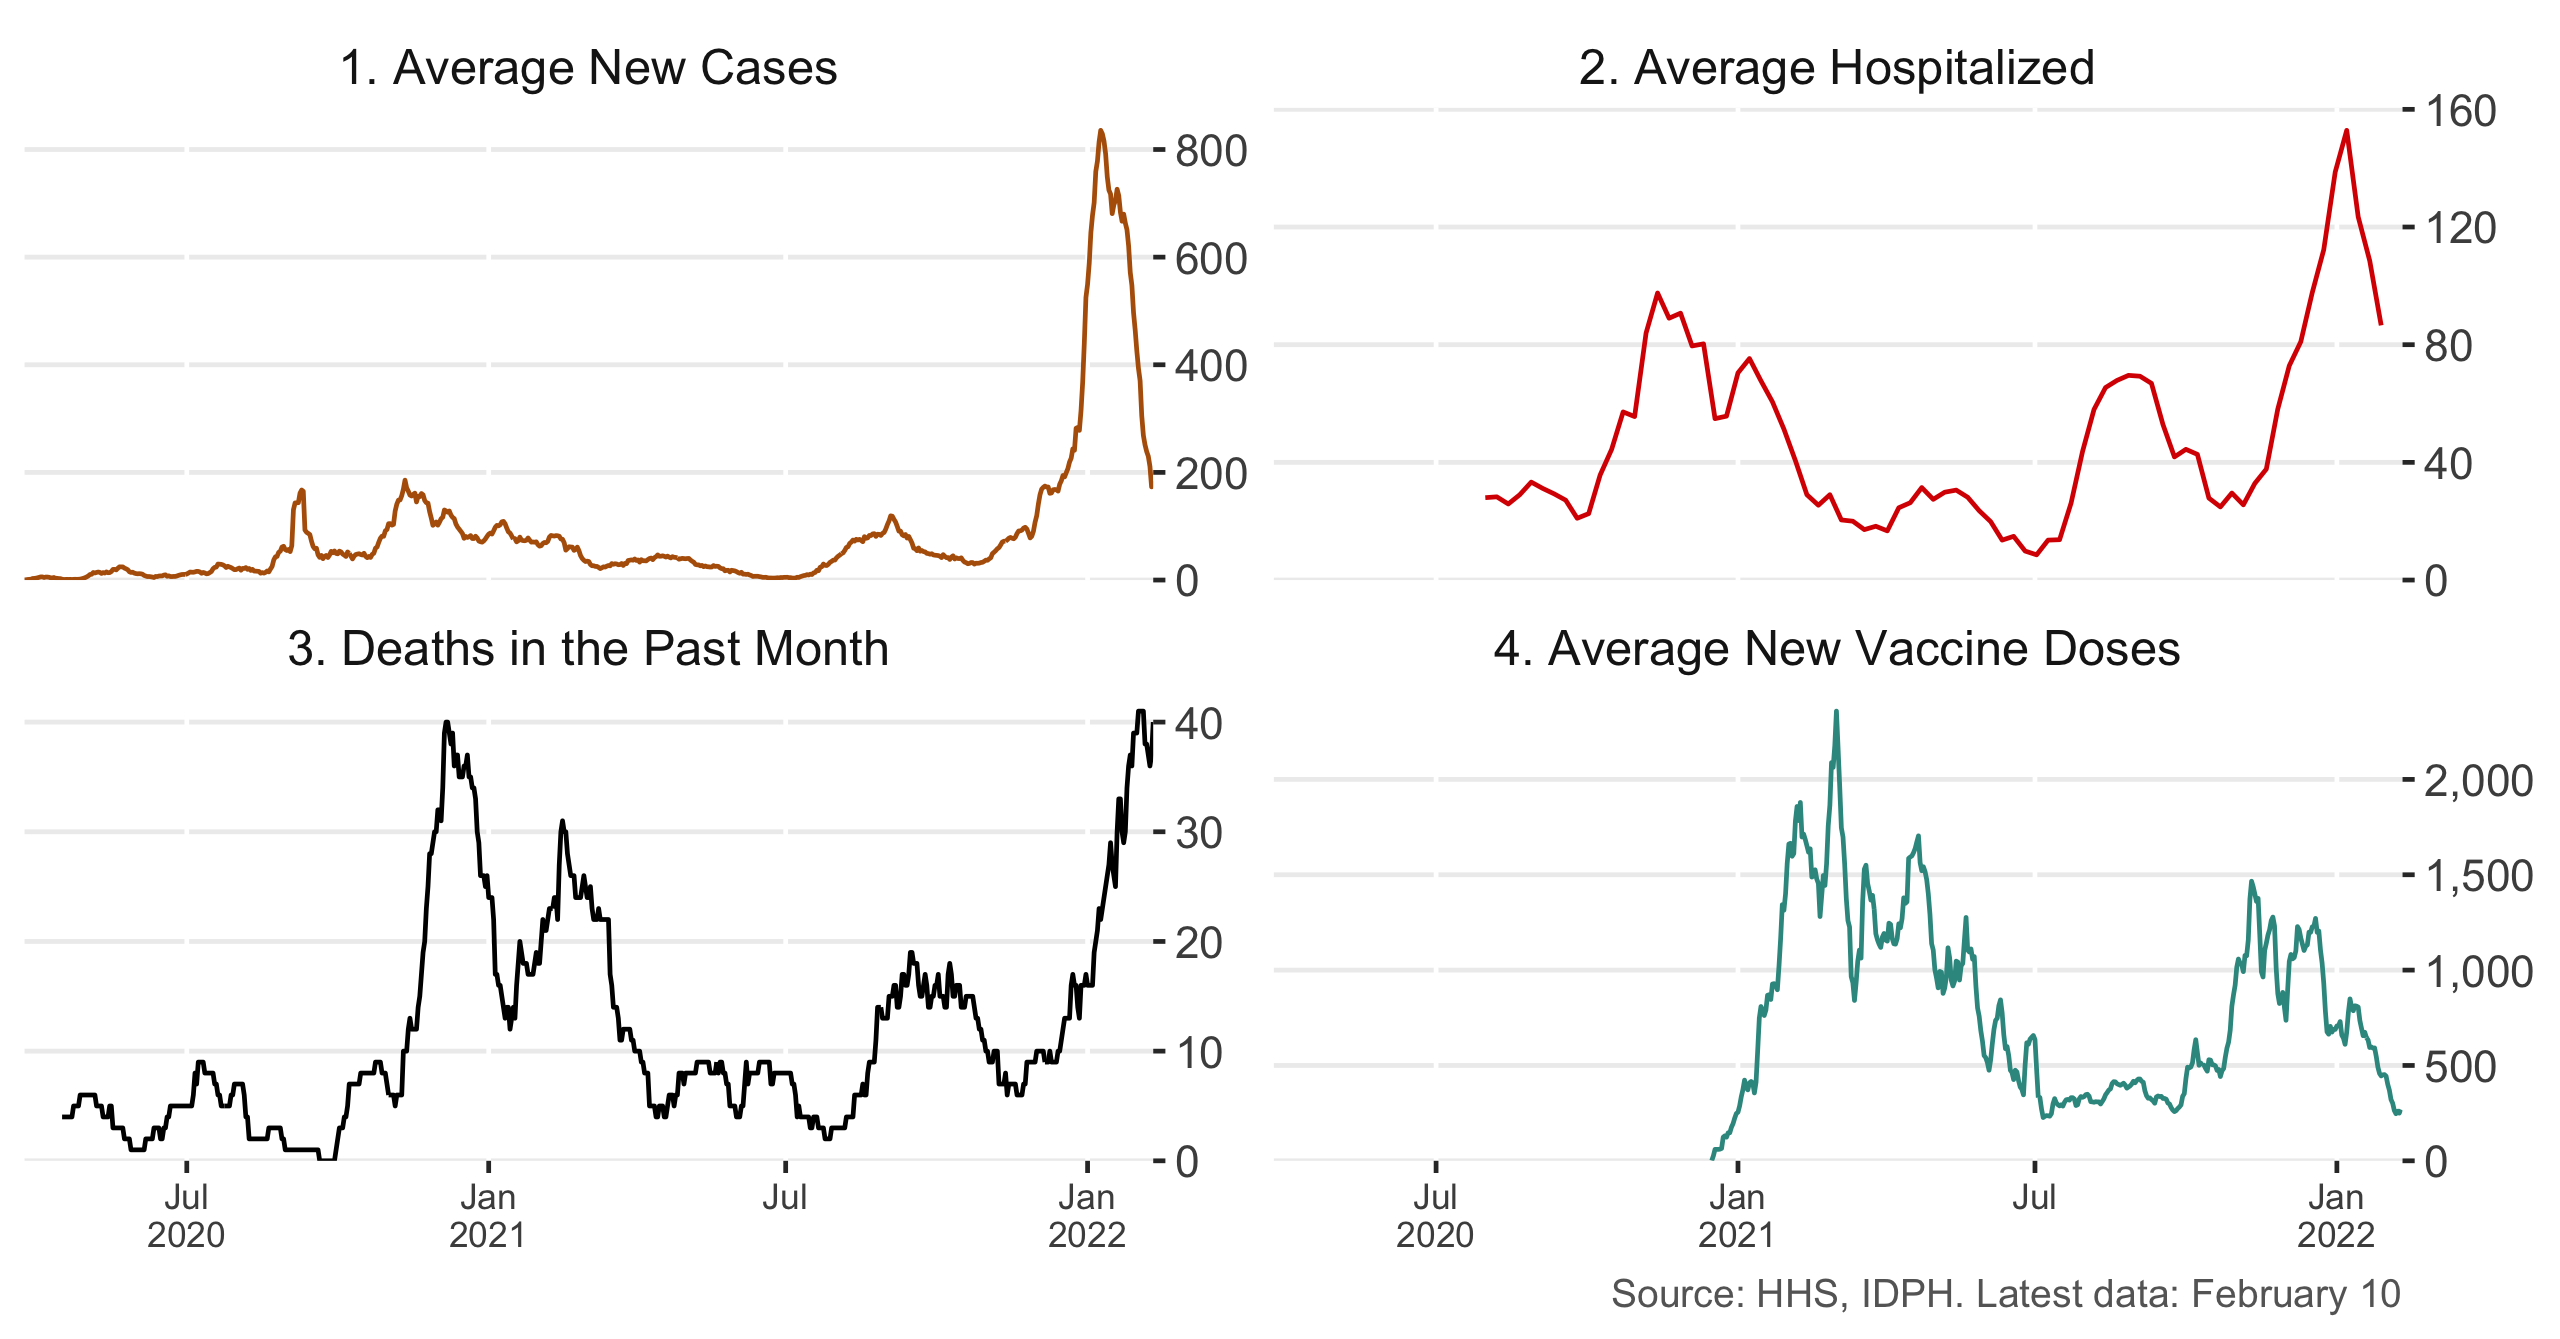 1. Average New Cases
800
600
400
200
0
2. Average Hospitalized
160
120
80
40
0
3. Deaths in the Past Month
40
30
20
10
0
Jul
2020
Jan
2021
Jul
Jan
2022
4. Average New Vaccine Doses
2,000
1,500
1,000
500
0
Jul
2020
Jan
2021
Jul
Jan
2022
Source: HHS, IDPH. Latest data: February 10